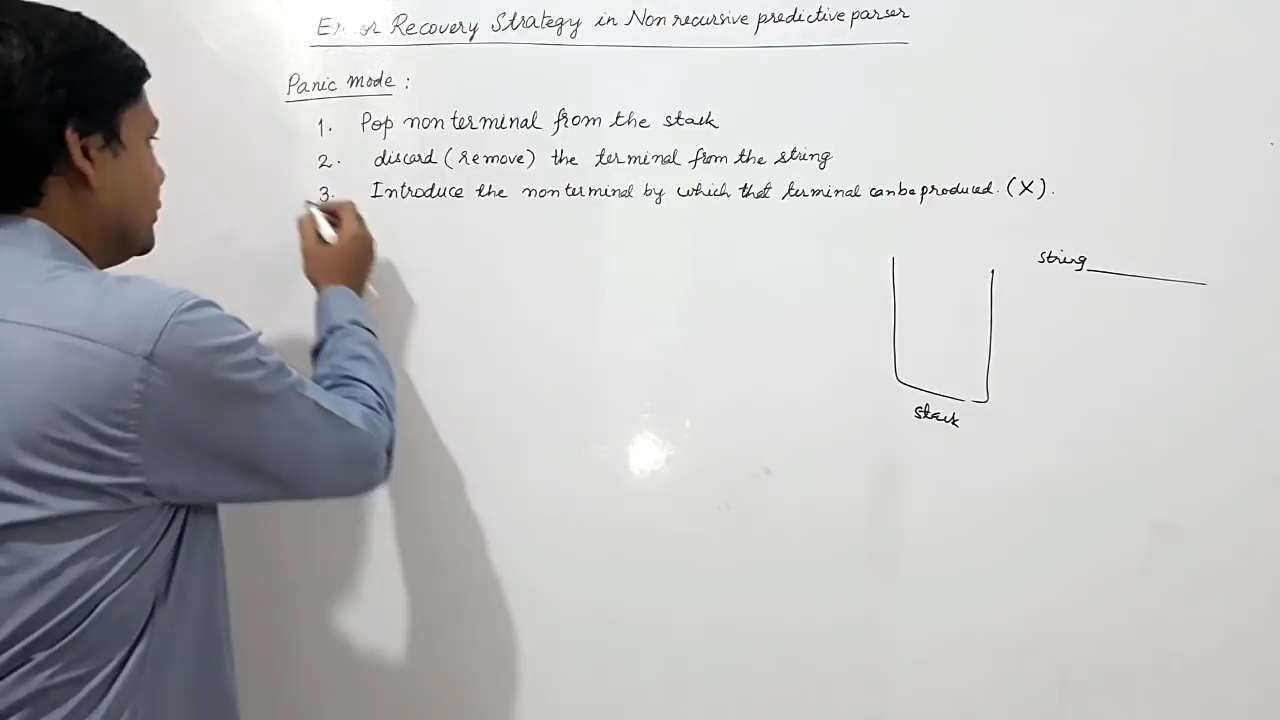 Error Recovery Strategy in Non recursive predictive parser
Panic mode :
1. Pop non terminal from the stack
2. discard (remove) the terminal from the string
3. Introduce the non terminal by which that terminal can be produced. (X).
string
stack